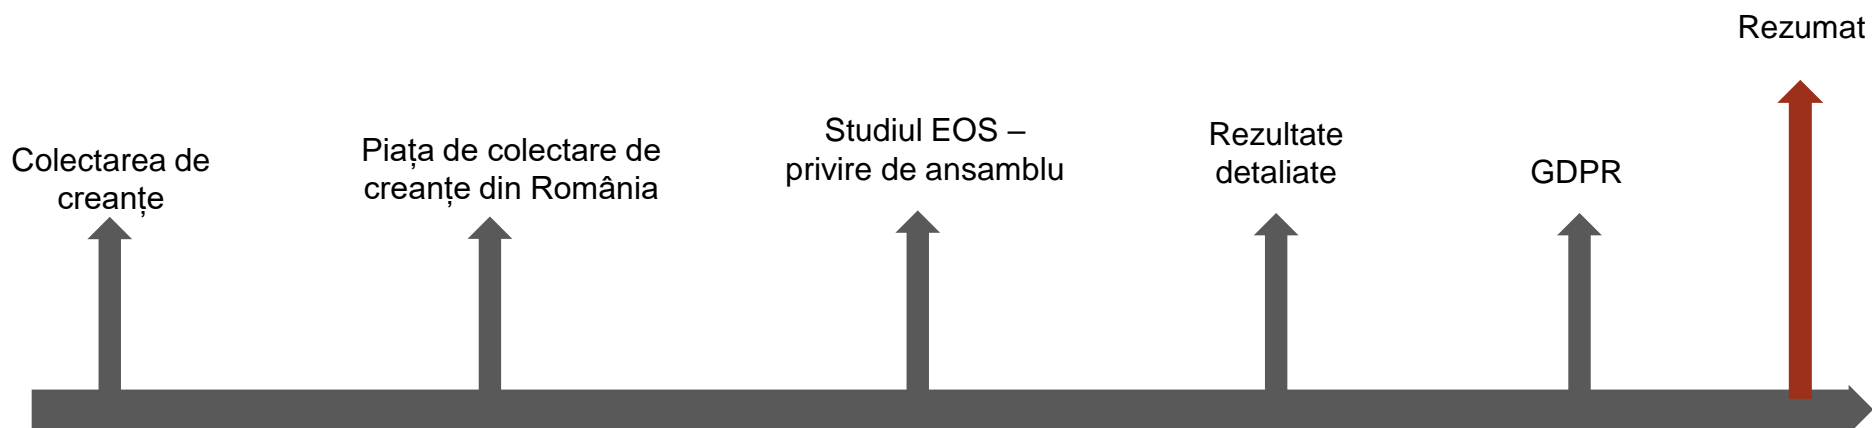 Colectarea de
creanțe
Piața de colectare de
creanțe din România
Studiul EOS –
privire de ansamblu
Rezultate
detaliate
GDPR
Rezumat